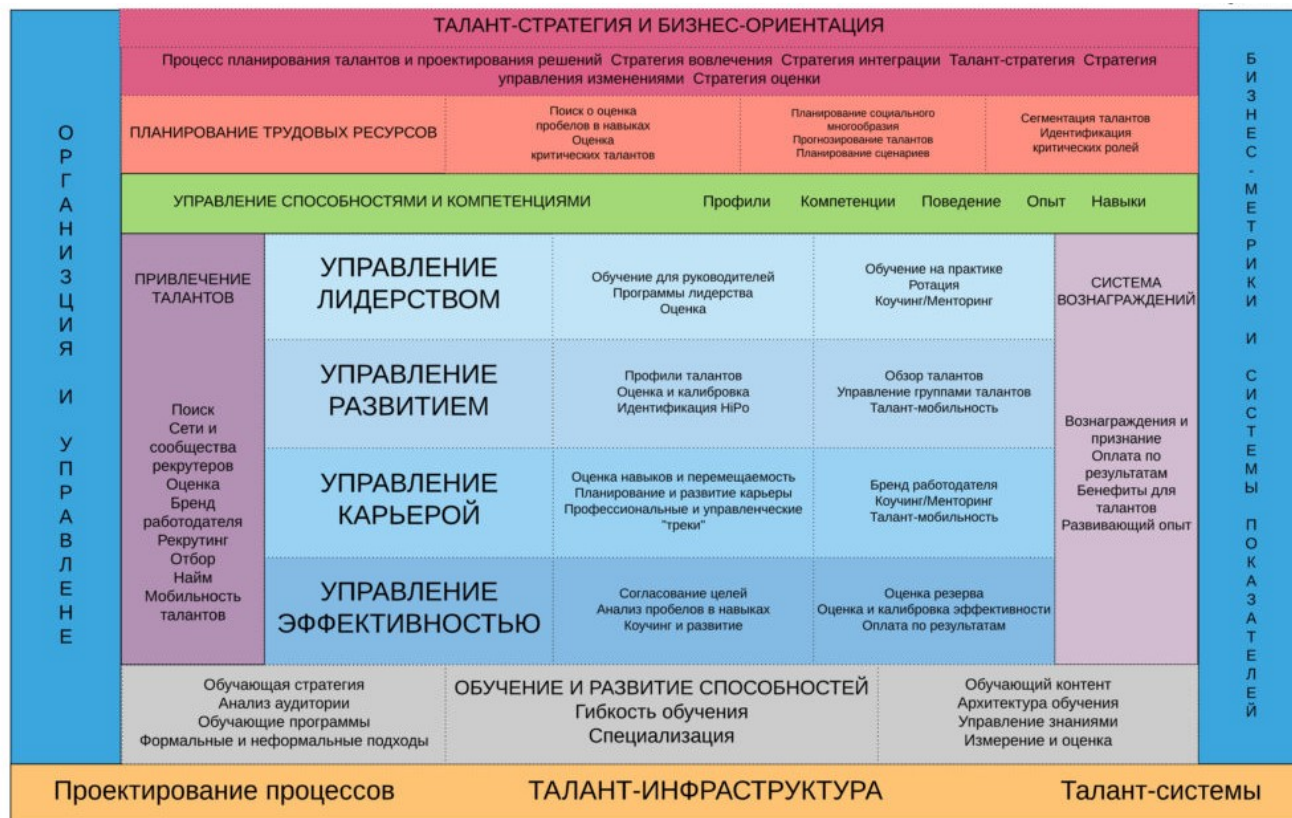 ТАЛАНТ-СТРАТЕГИЯ И БИЗНЕС-ОРИЕНТАЦИЯ
Процесс планирования талантов и проектирования решений Стратегия вовлечения Стратегия интеграции Талант-стратегия Стратегия
управления изменениями Стратегия оценки
ОРГАНИЗЦИЯ И УПРАВЛЕНЕ
ПЛАНИРОВАНИЕ ТРУДОВЫХ РЕСУРСОВ
Поиск о оценка
пробелов в навыках
Оценка
критических талантов
Планирование социального
многообразия
Прогнозирование талантов
Планирование сценариев
Сегментация талантов
Идентификация
критических ролей
УПРАВЛЕНИЕ СПОСОБНОСТЯМИ И КОМПЕТЕНЦИЯМИ Профили Компетенции Поведение Опыт Навыки
ПРИВЛЕЧЕНИЕ
ТАЛАНТОВ
Поиск
Сети и
сообщества
рекрутеров
Оценка
Бренд
работодателя
Рекрутинг
Отбор
Найм
Мобильность
талантов
УПРАВЛЕНИЕ
ЛИДЕРСТВОМ
Обучение для руководителей
Программы лидерства
Оценка
Обучение на практике
Ротация
Коучинг/Менторинг
УПРАВЛЕНИЕ
РАЗВИТИЕМ
Профили талантов
Оценка и калибровка
Идентификация HiPo
Обзор талантов
Управление группами талантов
Талант-мобильность
УПРАВЛЕНИЕ
КАРЬЕРОЙ
Оценка навыков и перемещаемость
Планирование и развитие карьеры
Профессиональные и управленческие
"треки"
Бренд работодателя
Коучинг/Менторинг
Талант-мобильность
УПРАВЛЕНИЕ
ЭФФЕКТИВНОСТЬЮ
Согласование целей
Анализ пробелов в навыках
Коучинг и развитие
Оценка резерва
Оценка и калибровка эффективности
Оплата по результатам
СИСТЕМА
ВОЗНАГРАЖДЕНИЙ
Вознаграждения и
признание
Оплата по
результатам
Бенефиты для
талантов
Развивающий опыт
БИЗНЕС-МЕТРИКИ И СИСТЕМЫ ПОКАЗАТЕЛЕЙ
Обучающая стратегия
Анализ аудитории
Обучающие программы
Формальные и неформальные подходы
ОБУЧЕНИЕ И РАЗВИТИЕ СПОСОБНОСТЕЙ
Гибкость обучения
Специализация
Обучающий контент
Архитектура обучения
Управление знаниями
Измерение и оценка
Проектирование процессов ТАЛАНТ-ИНФРАСТРУКТУРА Талант-системы